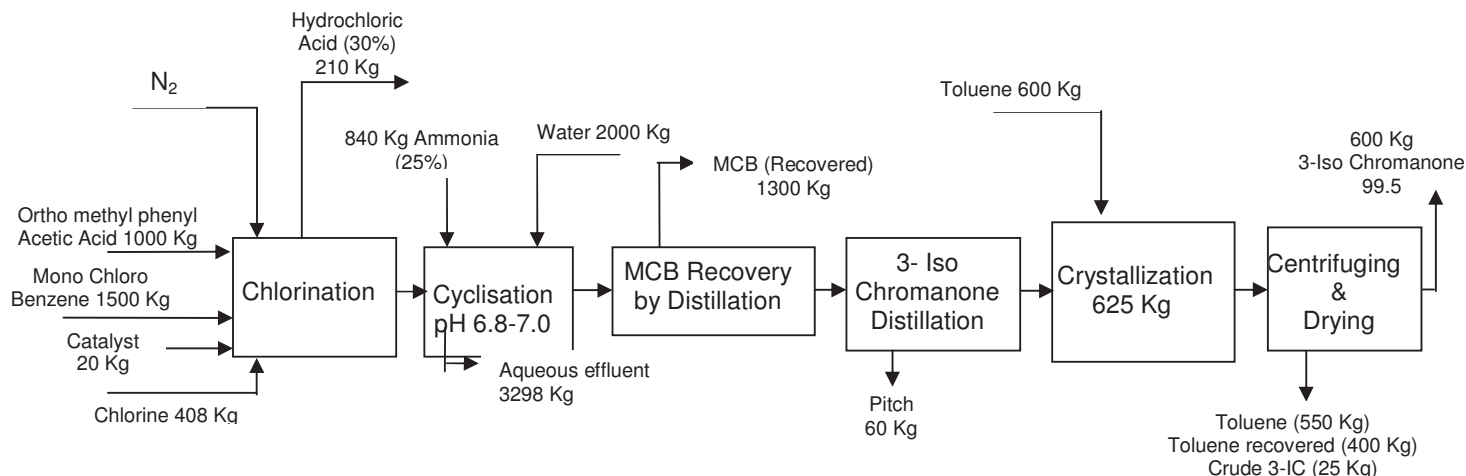 Hydrochloric
Acid (30%)
210 Kg
N₂
840 Kg Ammonia
(25%)
Water 2000 Kg
MCB (Recovered)
1300 Kg
Toluene 600 Kg
600 Kg
3-Iso Chromanone
99.5
Ortho methyl phenyl
Acetic Acid 1000 Kg
Mono Chloro
Benzene 1500 Kg
Catalyst
20 Kg
Chlorine 408 Kg
Chlorination
Cyclisation
pH 6.8-7.0
Aqueous effluent
3298 Kg
MCB Recovery
by Distillation
3- Iso
Chromanone
Distillation
Pitch
60 Kg
Crystallization
625 Kg
Centrifuging
&
Drying
Toluene (550 Kg)
Toluene recovered (400 Kg)
Crude 3-IC (25 Kg)